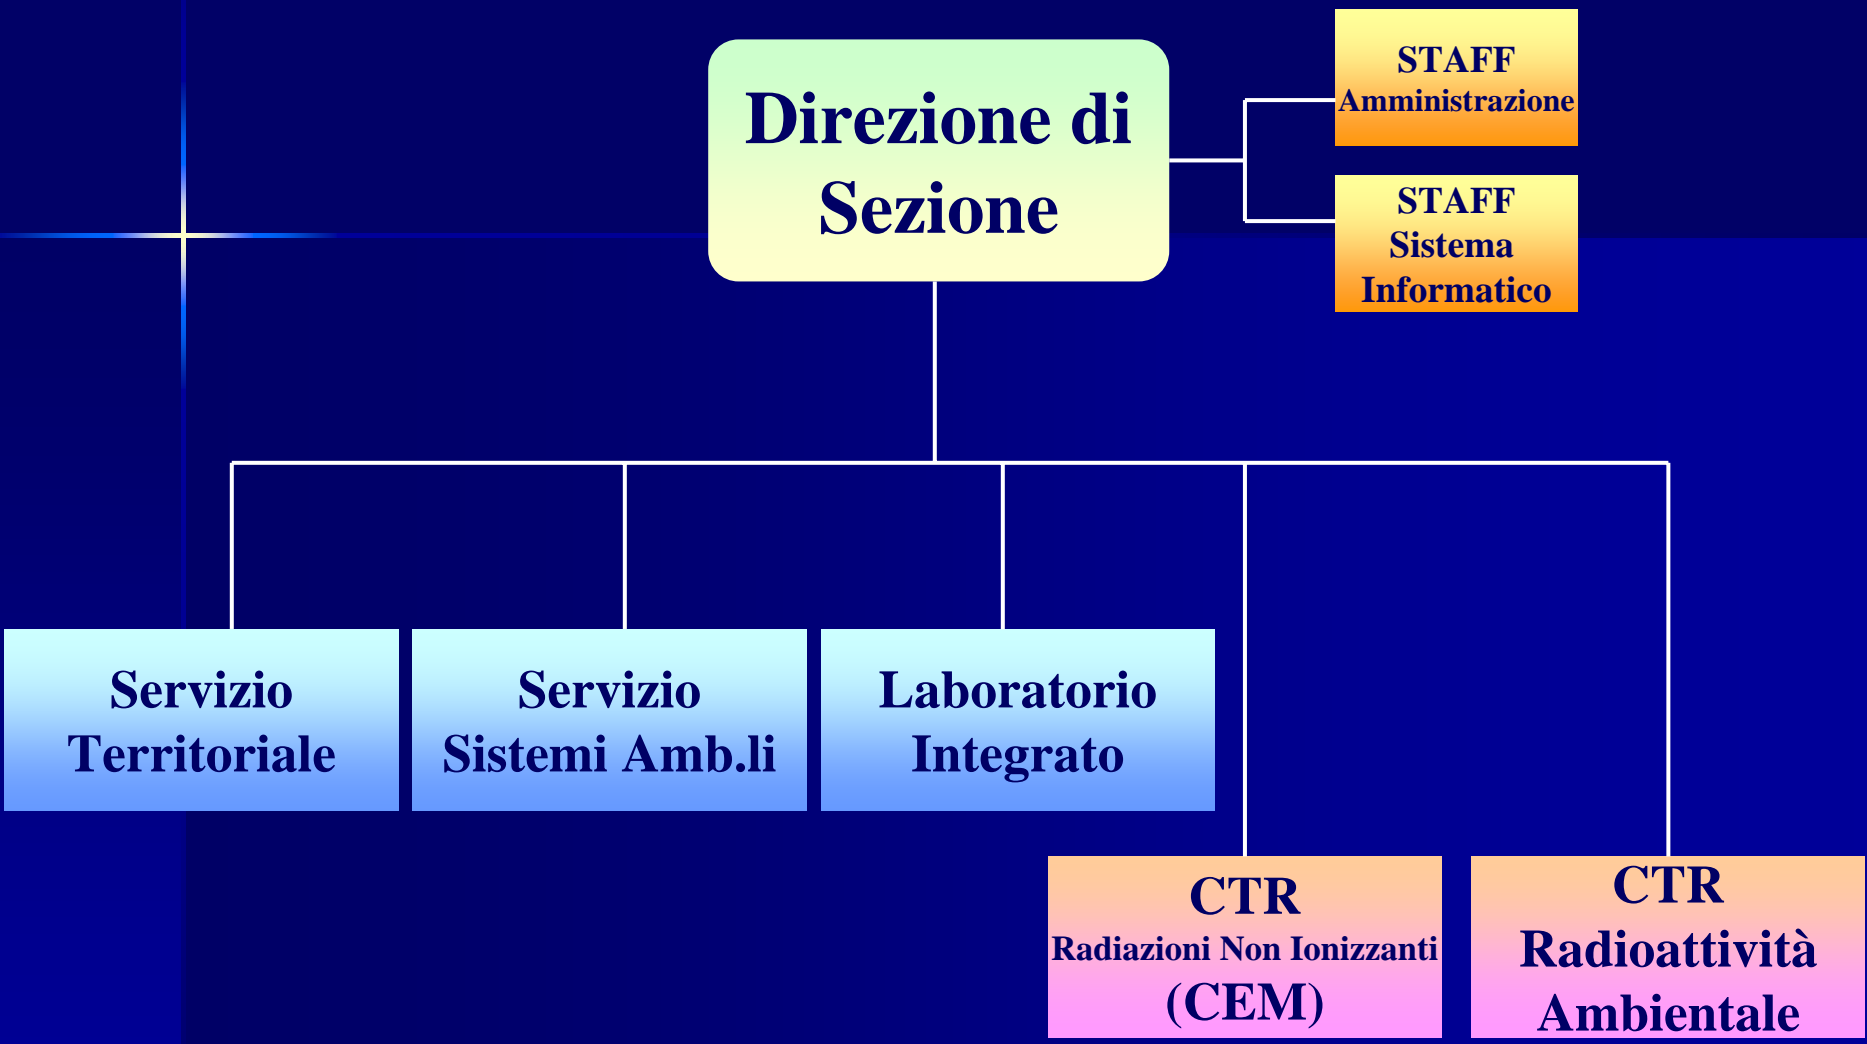 Direzione di
Sezione
STAFF
Amministrazione
STAFF
Sistema
Informatico
Servizio
Territoriale
Servizio
Sistemi Amb.li
Laboratorio
Integrato
CTR
Radiazioni Non Ionizzanti
(CEM)
CTR
Radioattività
Ambientale